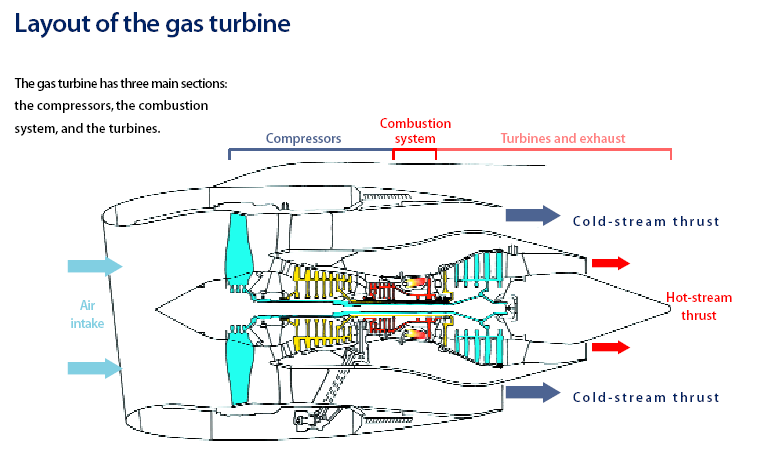 Layout of the gas turbine
The gas turbine has three main sections:
the compressors, the combustion
system, and the turbines.
Compressors
Combustion
system
Turbines and exhaust
Cold-stream thrust
Air
intake
Hot-stream
thrust
Cold-stream thrust